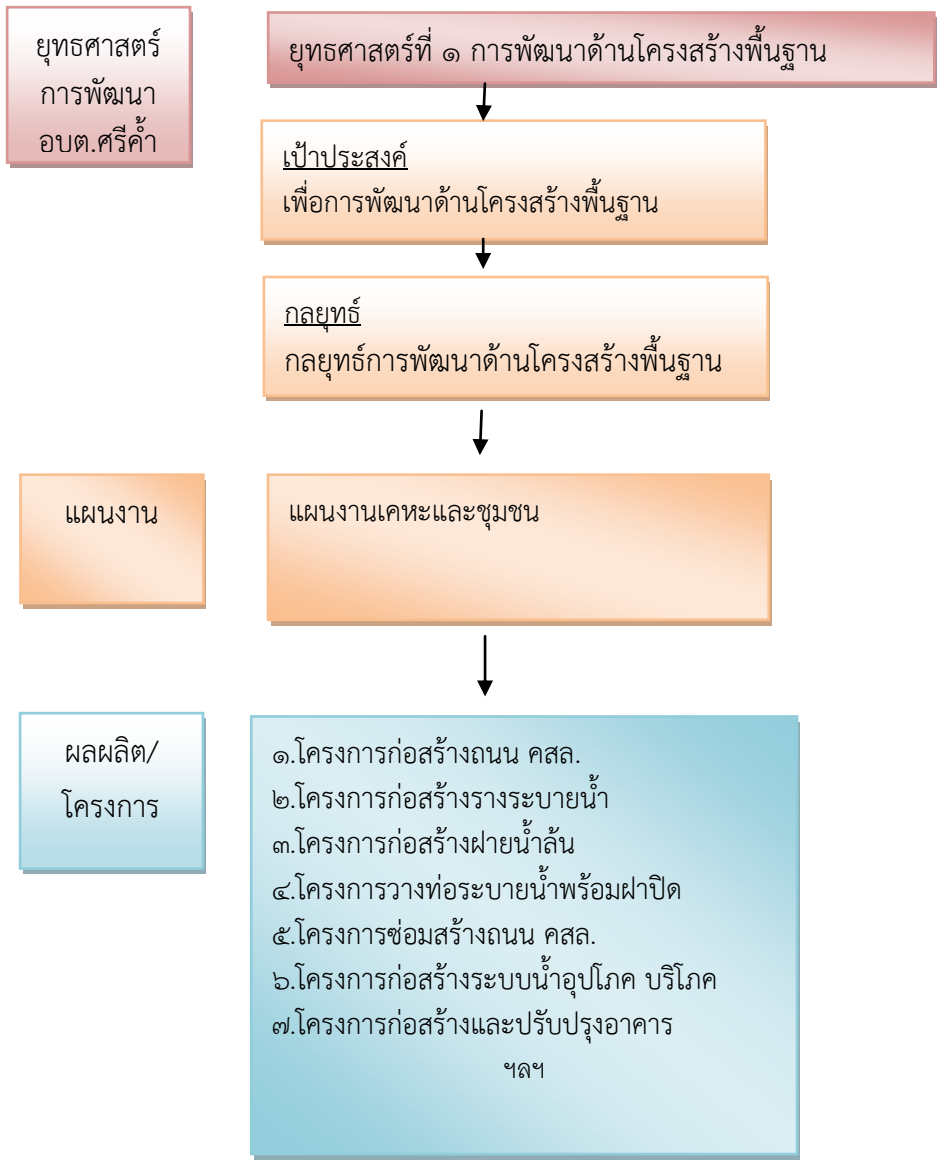 ยุทธศาสตร์
การพัฒนา
อบต.ศรีค้ำ
ยุทธศาสตร์ที่ ๑ การพัฒนาด้านโครงสร้างพื้นฐาน
เป้าประสงค์
เพื่อการพัฒนาด้านโครงสร้างพื้นฐาน
กลยุทธ์
กลยุทธ์การพัฒนาด้านโครงสร้างพื้นฐาน
แผนงาน
แผนงานเคหะและชุมชน
ผลผลิต/
โครงการ
๑.โครงการก่อสร้างถนน คสล.
๒.โครงการก่อสร้างรางระบายน้ำ
๓.โครงการก่อสร้างฝายน้ำล้น
๔.โครงการวางท่อระบายน้ำพร้อมฝาปิด
๕.โครงการซ่อมสร้างถนน คสล.
๖.โครงการก่อสร้างระบบน้ำอุปโภค บริโภค
๗.โครงการก่อสร้างและปรับปรุงอาคาร
ฯลฯ